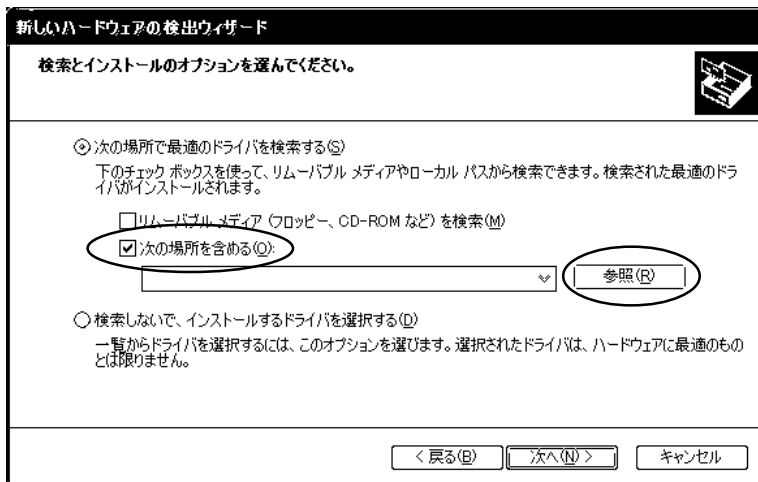 新しいハードウェアの検出ウィザード
検索とインストールのオプションを選んでください。
次の場所で最適のドライバを検索する(S)
下のチェック ボックスを使って、リムーバブル メディアやローカル パスから検索できます。検索された最適のドラ
イバがインストールされます。
リムーバブル メディア (フロッピー、CD-ROM など) を検索(M)
次の場所を含める(O):
参照(R)
検索しないで、インストールするドライバを選択する(D)
一覧からドライバを選択するには、このオプションを選びます。選択されたドライバは、ハードウェアに最適のもの
とは限りません。
< 戻る(B) 次へ(N) > キャンセル